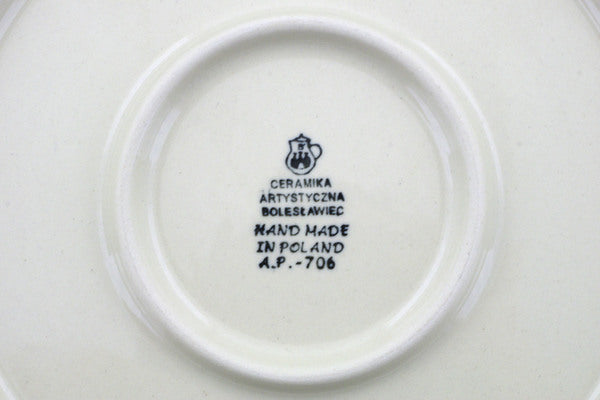 CERAMIKA
ARTYSTYCZNA
BOLESŁAWIEC
HAND MADE
IN POLAND
A.P.-706